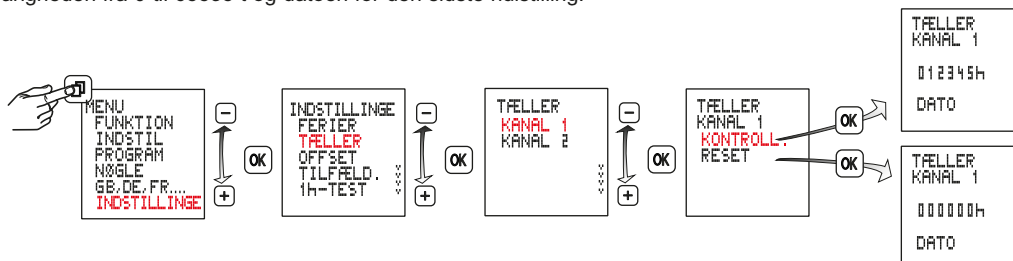 fra 0 til t og datoen for den sidste nulstilling.
MENU
FUNKTION
INDSTIL
PROGRAM
NØGLE
GB,DE,FR....
INDSTILLINGE
−
OK
+
INDSTILLINGE
FERIER
TÆLLER
OFFSET
TILFÆLD.
1h-TEST
−
OK
+
TÆLLER
KANAL 1
KANAL 2
−
OK
+
TÆLLER
KANAL 1
KONTROLL.
RESET
OK
OK
TÆLLER
KANAL 1
012345h
DATO
TÆLLER
KANAL 1
000000h
DATO